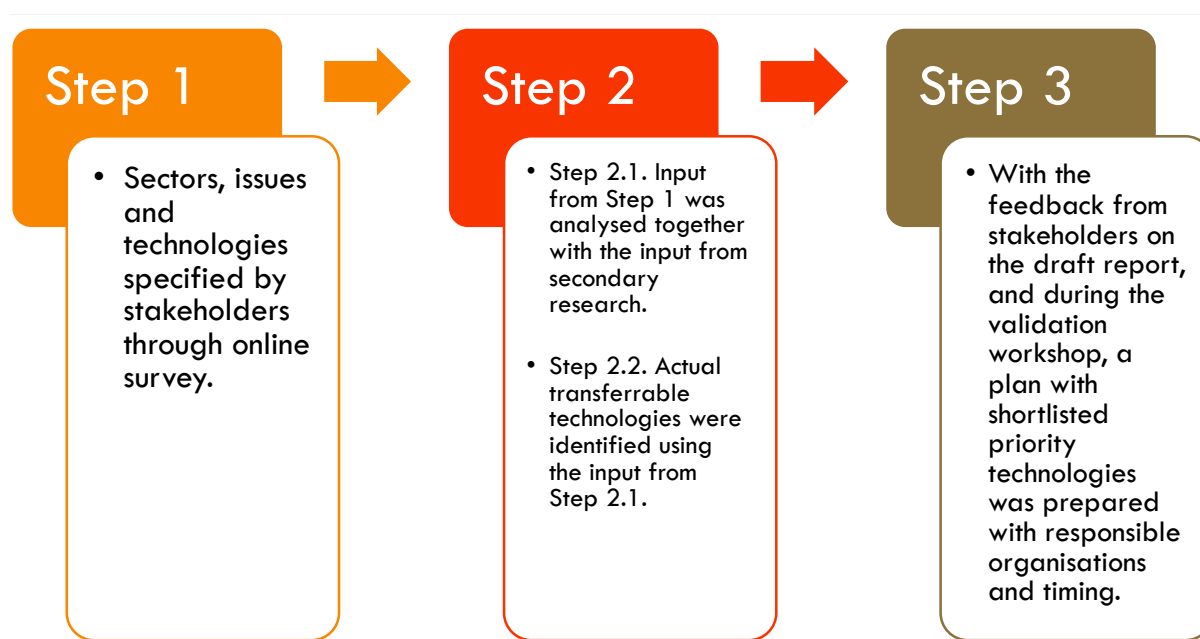 Step 1
• Sectors, issues
and
technologies
specified by
stakeholders
through online
survey.
Step 2
• Step 2.1. Input
from Step 1 was
analysed together
with the input from
secondary
research.
• Step 2.2. Actual
transferrable
technologies were
identified using
the input from
Step 2.1.
Step 3
• With the
feedback from
stakeholders on
the draft report,
and during the
validation
workshop, a
plan with
shortlisted
priority
technologies
was prepared
with responsible
organisations
and timing.